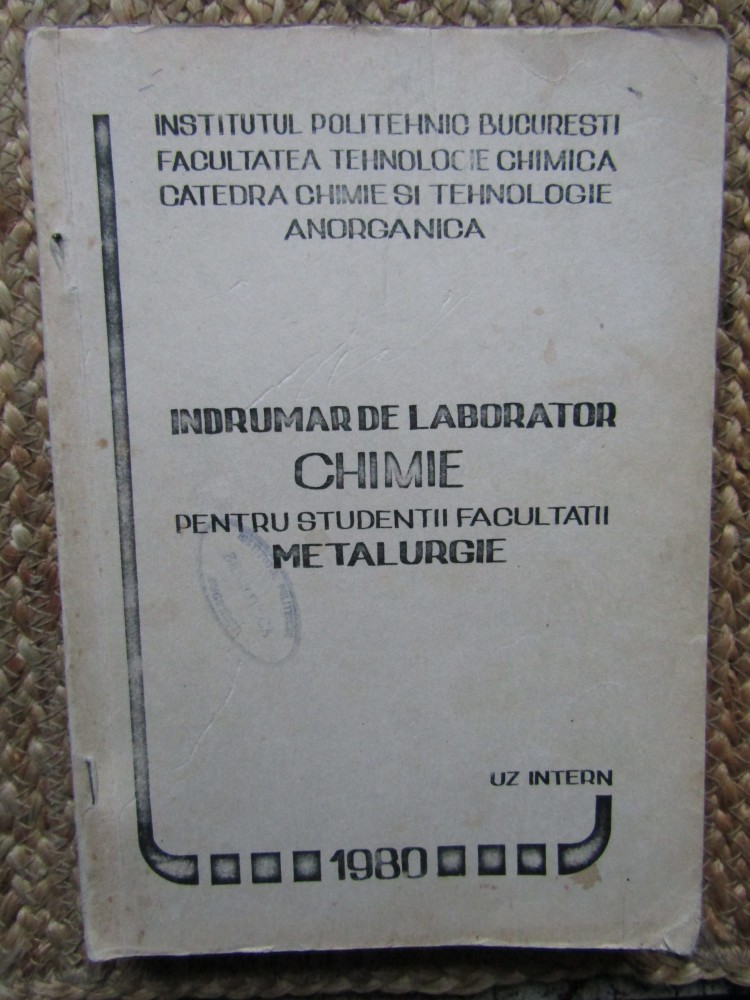 INSTITUTUL POLITEHNIC BUCURESTI
FACULTATEA TEHNOLOGIE CHIMICA
CATEDRA CHIMIE SI TEHNOLOGIE
ANORGANICA
INDRUMAR DE LABORATOR
CHIMIE
PENTRU STUDENTII FACULTATII
METALURGIE
UZ INTERN
1980